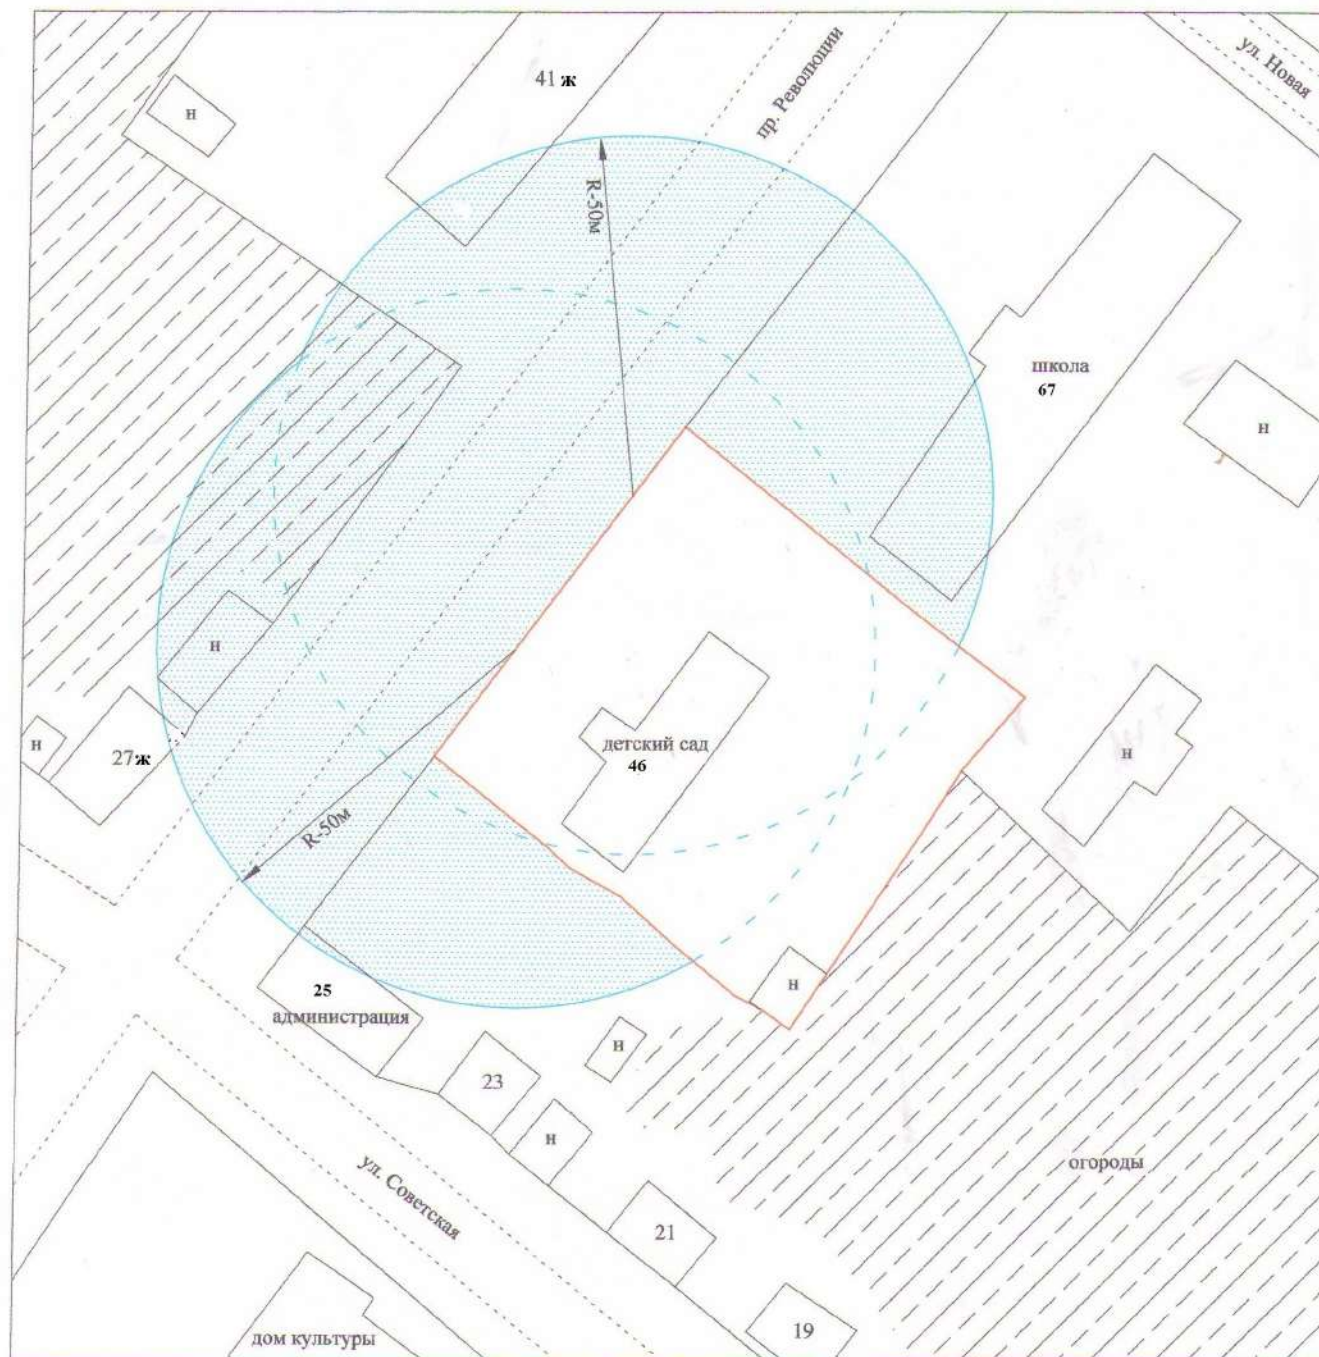 ул. Новая
41 ж
пр. Революции
н
R-50м
школа
67
н
н
н
27ж
детский сад
46
н
R-50м
н
25
администрация
н
23
н
огороды
ул. Советская
21
19
дом культуры